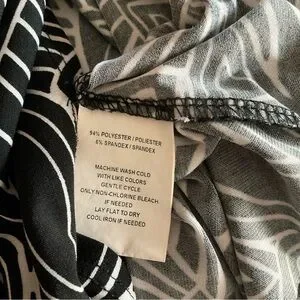 94% POLYESTER / POLIESTER
6% SPANDEX / SPANDEX
MACHINE WASH COLD
WITH LIKE COLORS
GENTLE CYCLE
ONLY NON-CHLORINE BLEACH
IF NEEDED
LAY FLAT TO DRY
COOL IRON IF NEEDED